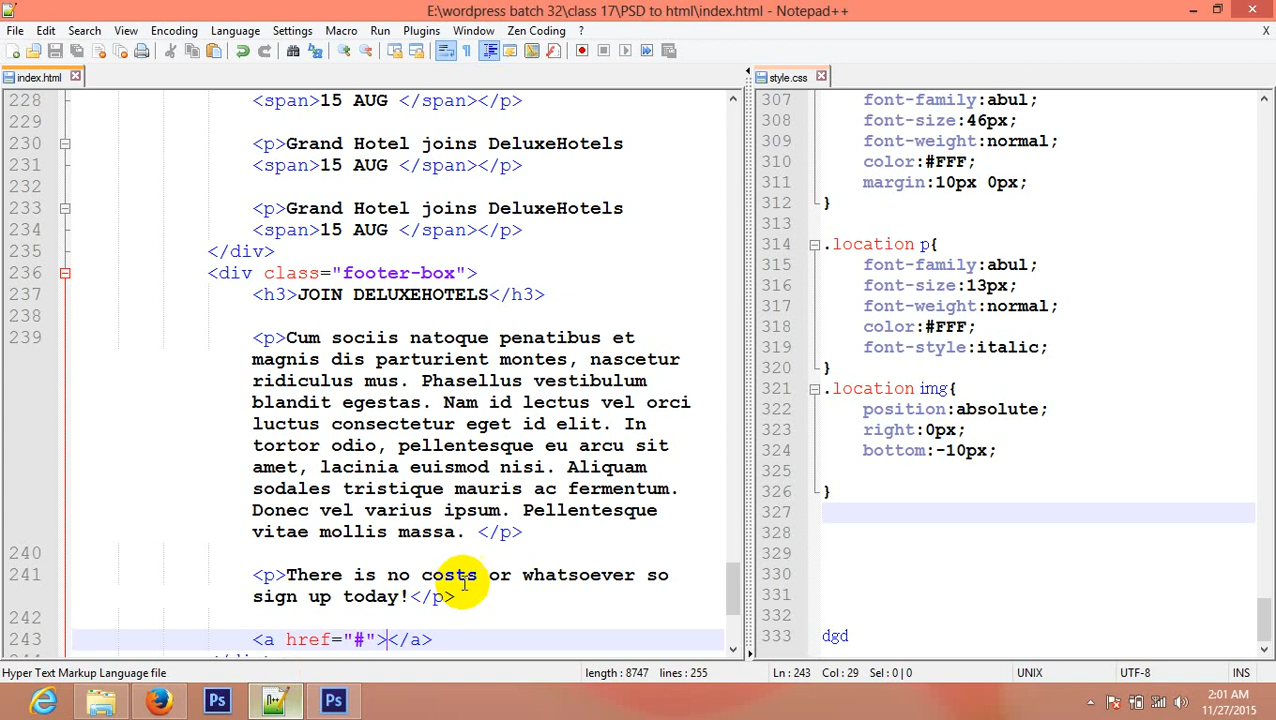 E:\wordpress batch 32\class 17\PSD to html\index.html - Notepad++
File Edit Search View Encoding Language Settings Macro Run Plugins Window Zen Coding ? X
index.html
style.css
228 <span>15 AUG </span></p>
229
230 <p>Grand Hotel joins DeluxeHotels
231 <span>15 AUG </span></p>
232
233 <p>Grand Hotel joins DeluxeHotels
234 <span>15 AUG </span></p>
235 </div>
236 <div class="footer-box">
237 <h3>JOIN DELUXEHOTELS</h3>
238
239 <p>Cum sociis natoque penatibus et
magnis dis parturient montes, nascetur
ridiculus mus. Phasellus vestibulum
blandit egestas. Nam id lectus vel orci
luctus consectetur eget id elit. In
tortor odio, pellentesque eu arcu sit
amet, lacinia euismod nisi. Aliquam
sodales tristique mauris ac fermentum.
Donec vel varius ipsum. Pellentesque
vitae mollis massa. </p>
240
241 <p>There is no costs or whatsoever so
sign up today!</p>
242
243 <a href="#"></a>
307 font-family:abul;
308 font-size:46px;
309 font-weight:normal;
310 color:#FFF;
311 margin:10px 0px;
312 }
313
314 .location p{
315 font-family:abul;
316 font-size:13px;
317 font-weight:normal;
318 color:#FFF;
319 font-style:italic;
320 }
321 .location img{
322 position:absolute;
323 right:0px;
324 bottom:-10px;
325
326 }
327
328
329
330
331
332
333 dgd
Hyper Text Markup Language file length : 8747 lines : 255 Ln : 243 Col : 29 Sel : 0 | 0 UNIX UTF-8 INS
2:01 AM
11/27/2015